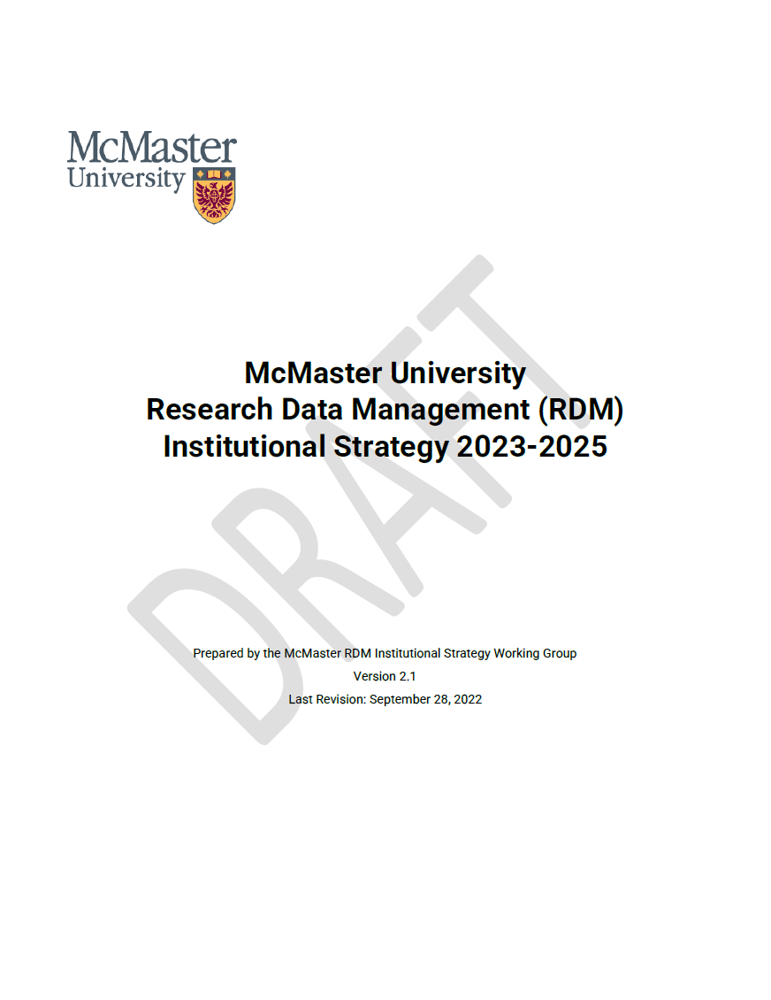 McMaster
University
McMaster University
Research Data Management (RDM)
Institutional Strategy 2023-2025
DRAFT
Prepared by the McMaster RDM Institutional Strategy Working Group
Version 2.1
Last Revision: September 28, 2022